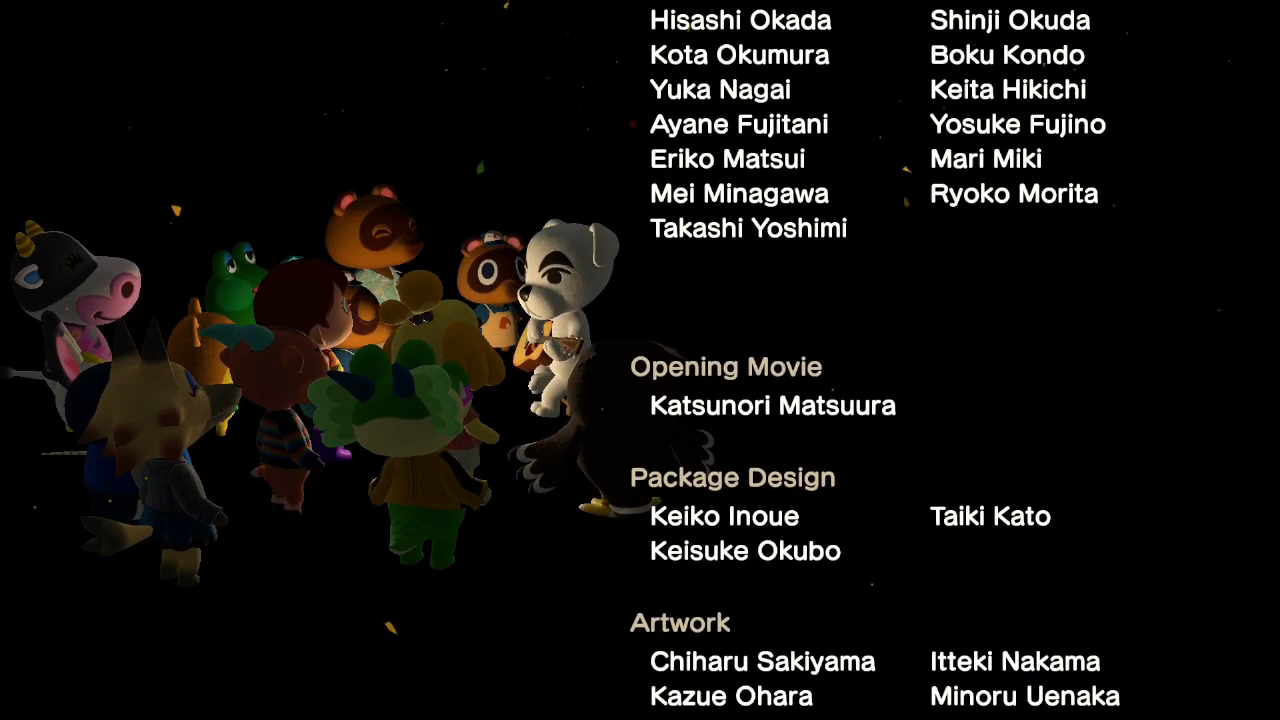 Hisashi Okada Shinji Okuda
Kota Okumura Boku Kondo
Yuka Nagai Keita Hikichi
Ayane Fujitani Yosuke Fujino
Eriko Matsui Mari Miki
Mei Minagawa Ryoko Morita
Takashi Yoshimi
Opening Movie
Katsunori Matsuura
Package Design
Keiko Inoue Taiki Kato
Keisuke Okubo
Artwork
Chiharu Sakiyama Itteki Nakama
Kazue Ohara Minoru Uenaka